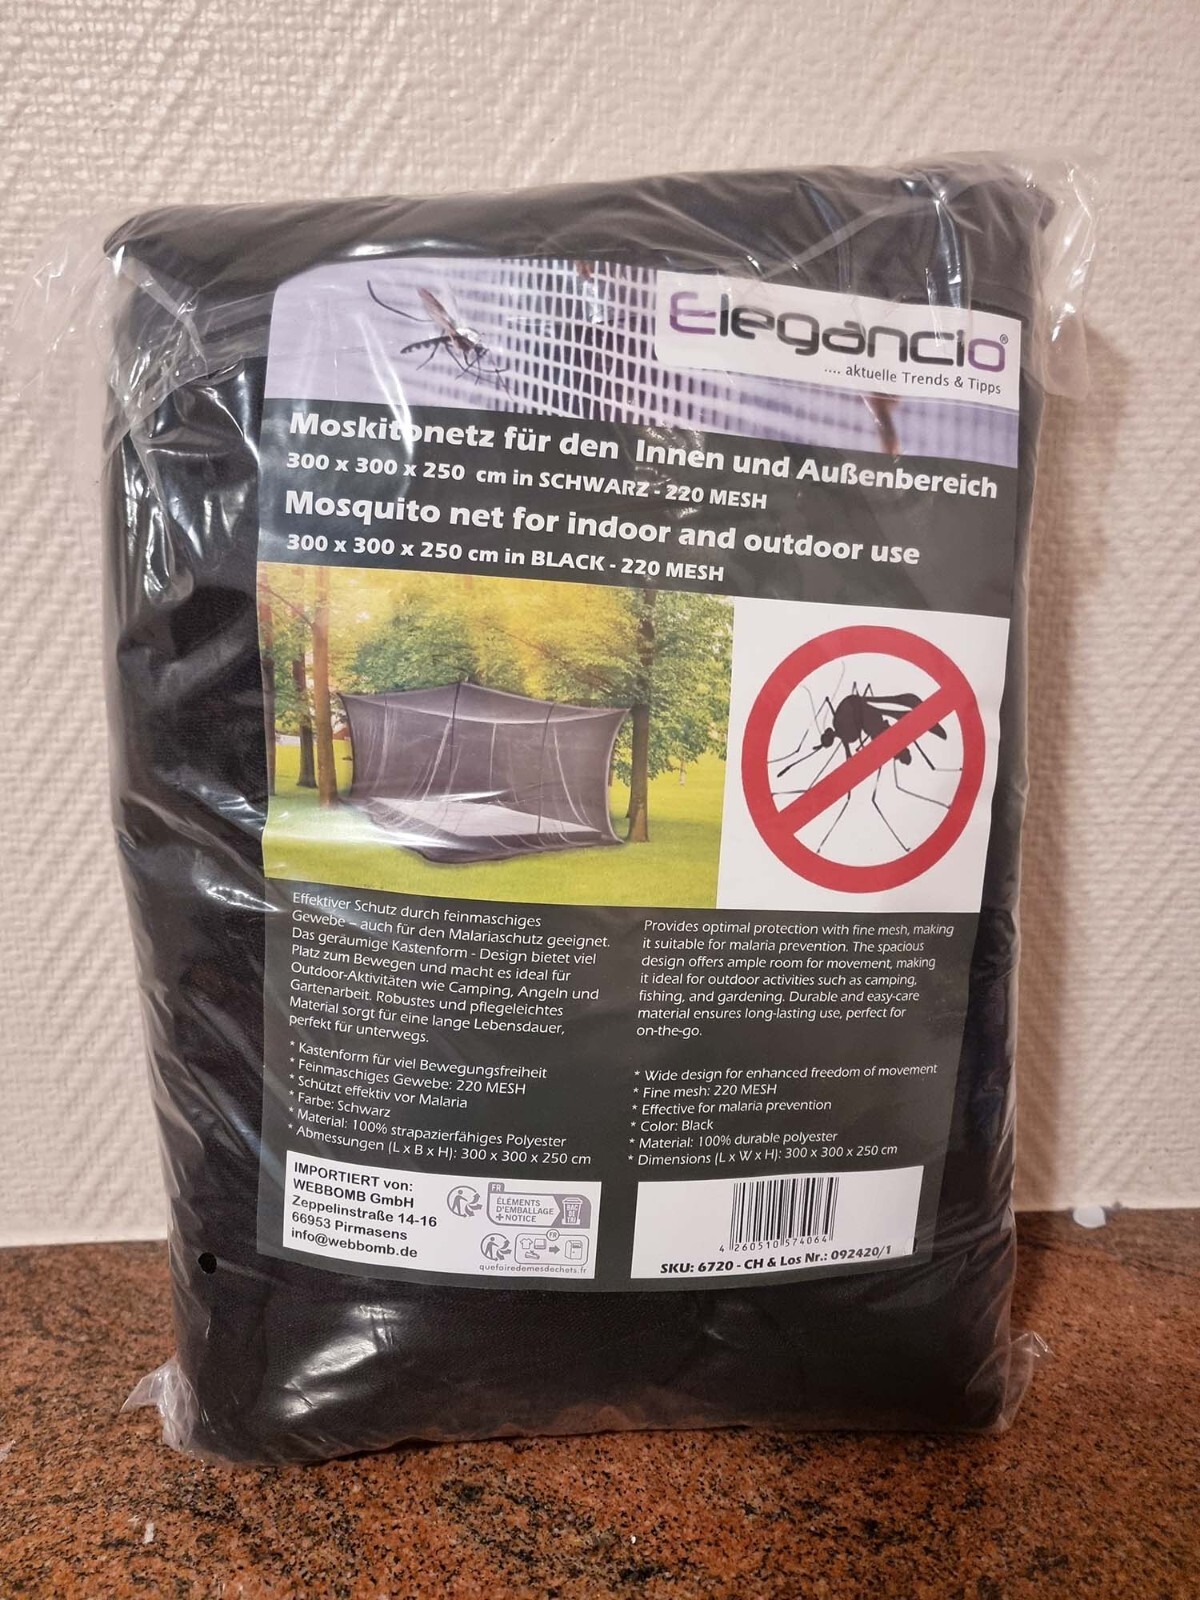 Elegancio®
.... aktuelle Trends & Tipps
Moskitonetz für den Innen und Außenbereich
300 x 300 x 250 cm in SCHWARZ - 220 MESH
Mosquito net for indoor and outdoor use
300 x 300 x 250 cm in BLACK - 220 MESH
Effektiver Schutz durch feinmaschiges
Gewebe – auch für den Malariaschutz geeignet.
Das geräumige Kastenform - Design bietet viel
Platz zum Bewegen und macht es ideal für
Outdoor-Aktivitäten wie Camping, Angeln und
Gartenarbeit. Robustes und pflegeleichtes
Material sorgt für eine lange Lebensdauer,
perfekt für unterwegs.
* Kastenform für viel Bewegungsfreiheit
* Feinmaschiges Gewebe: 220 MESH
* Schützt effektiv vor Malaria
* Farbe: Schwarz
* Material: 100% strapazierfähiges Polyester
* Abmessungen (L x B x H): 300 x 300 x 250 cm
Provides optimal protection with fine mesh, making
it suitable for malaria prevention. The spacious
design offers ample room for movement, making
it ideal for outdoor activities such as camping,
fishing, and gardening. Durable and easy-care
material ensures long-lasting use, perfect for
on-the-go.
* Wide design for enhanced freedom of movement
* Fine mesh: 220 MESH
* Effective for malaria prevention
* Color: Black
* Material: 100% durable polyester
* Dimensions (L x W x H): 300 x 300 x 250 cm
IMPORTIERT von:
WEBBOMB GmbH
Zeppelinstraße 14-16
66953 Pirmasens
info@webbomb.de
FR
ÉLÉMENTS
D'EMBALLAGE
+ NOTICE
BAC
DE
TRI
FR
quefairedemesdechets.fr
4 260510 574064
SKU: 6720 - CH & Los Nr.: 092420/1